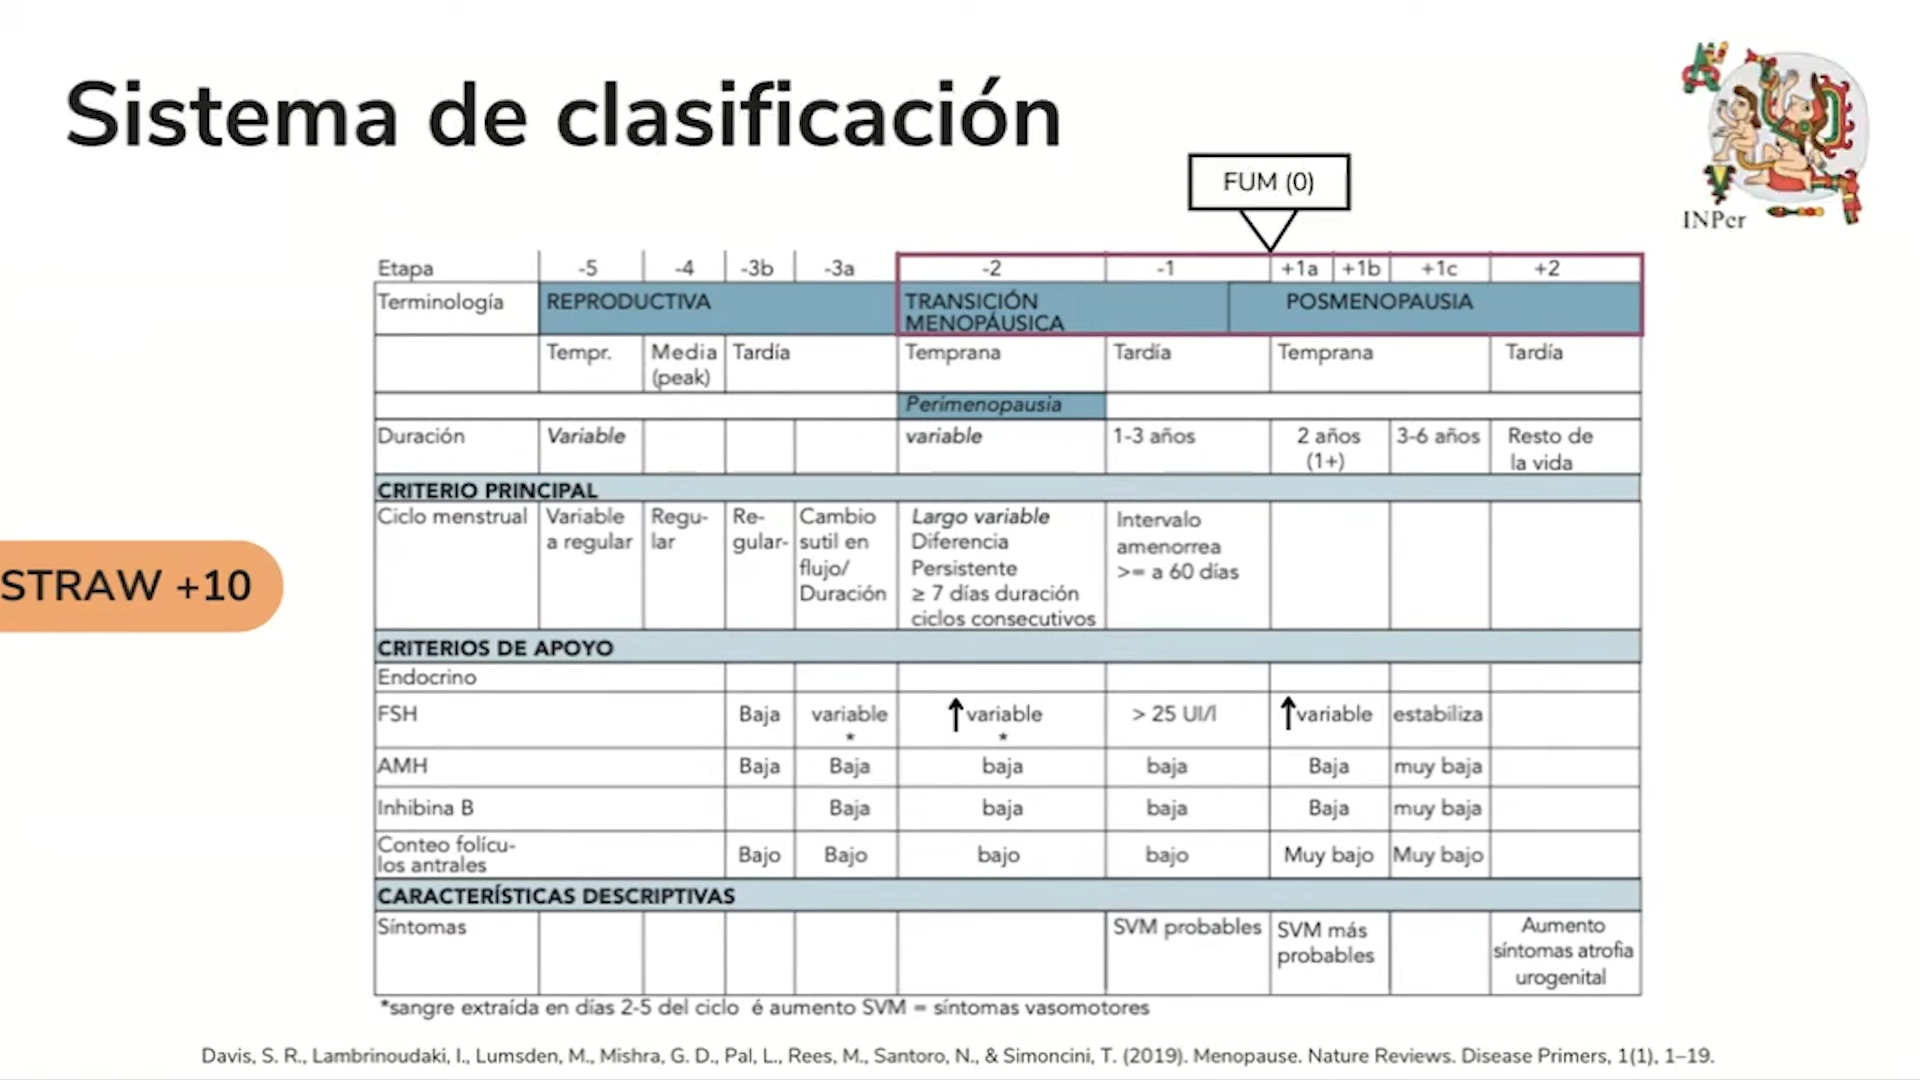 Sistema de clasificación
INPer
FUM (0)
Etapa -5 -4 -3b -3a -2 -1 +1a +1b +1c +2
Terminología REPRODUCTIVA TRANSICIÓN MENOPÁUSICA POSMENOPAUSIA
Tempr. Media (peak) Tardía Temprana Tardía Temprana Tardía
Perimenopausia
Duración Variable variable 1-3 años 2 años (1+) 3-6 años Resto de la vida
CRITERIO PRINCIPAL
Ciclo menstrual Variable a regular Regu-lar Re-gular- Cambio sutil en flujo/ Duración Largo variable Diferencia Persistente ≥ 7 días duración ciclos consecutivos Intervalo amenorrea >= a 60 días
STRAW +10
CRITERIOS DE APOYO
Endocrino
FSH Baja variable * ↑variable * > 25 UI/l ↑variable estabiliza
AMH Baja Baja baja baja Baja muy baja
Inhibina B Baja baja baja Baja muy baja
Conteo folícu-los antrales Bajo Bajo bajo bajo Muy bajo Muy bajo
CARACTERÍSTICAS DESCRIPTIVAS
Síntomas SVM probables SVM más probables Aumento síntomas atrofia urogenital
*sangre extraída en días 2-5 del ciclo é aumento SVM = síntomas vasomotores
Davis, S. R., Lambrinoudaki, I., Lumsden, M., Mishra, G. D., Pal, L., Rees, M., Santoro, N., & Simoncini, T. (2019). Menopause. Nature Reviews. Disease Primers, 1(1), 1–19.